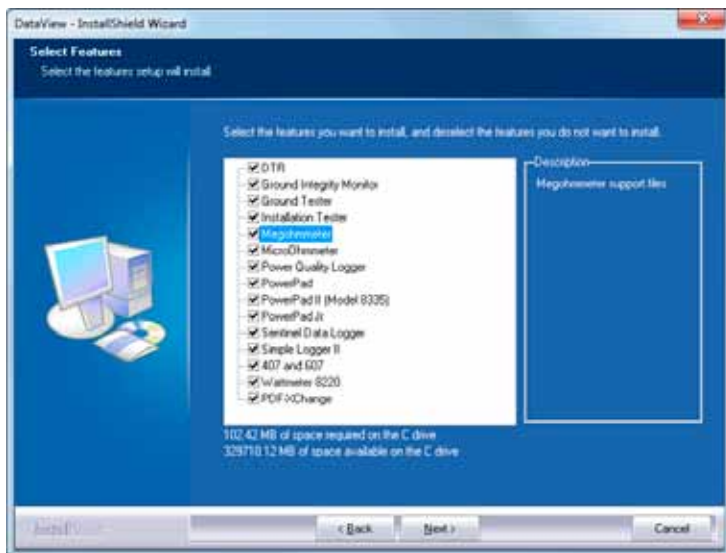 DataView - InstallShield Wizard
Select Features
Select the features setup will install.
Select the features you want to install, and deselect the features you do not want to install.
DTR
Ground Integrity Monitor
Ground Tester
Installation Tester
Megohmmeter
MicroOhmmeter
Power Quality Logger
PowerPad
PowerPad II (Model 8335)
PowerPad Jr
Sentinel Data Logger
Simple Logger II
407 and 607
Wattmeter 8220
PDF-XChange
Description
Megohmmeter support files
102.42 MB of space required on the C drive
329710.12 MB of space available on the C drive
InstallShield
< Back
Next >
Cancel